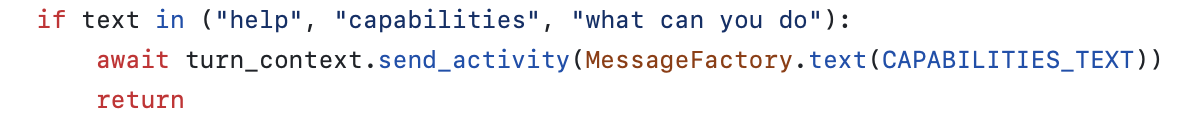 if text in ("help", "capabilities", "what can you do"):
    await turn_context.send_activity(MessageFactory.text(CAPABILITIES_TEXT))
    return